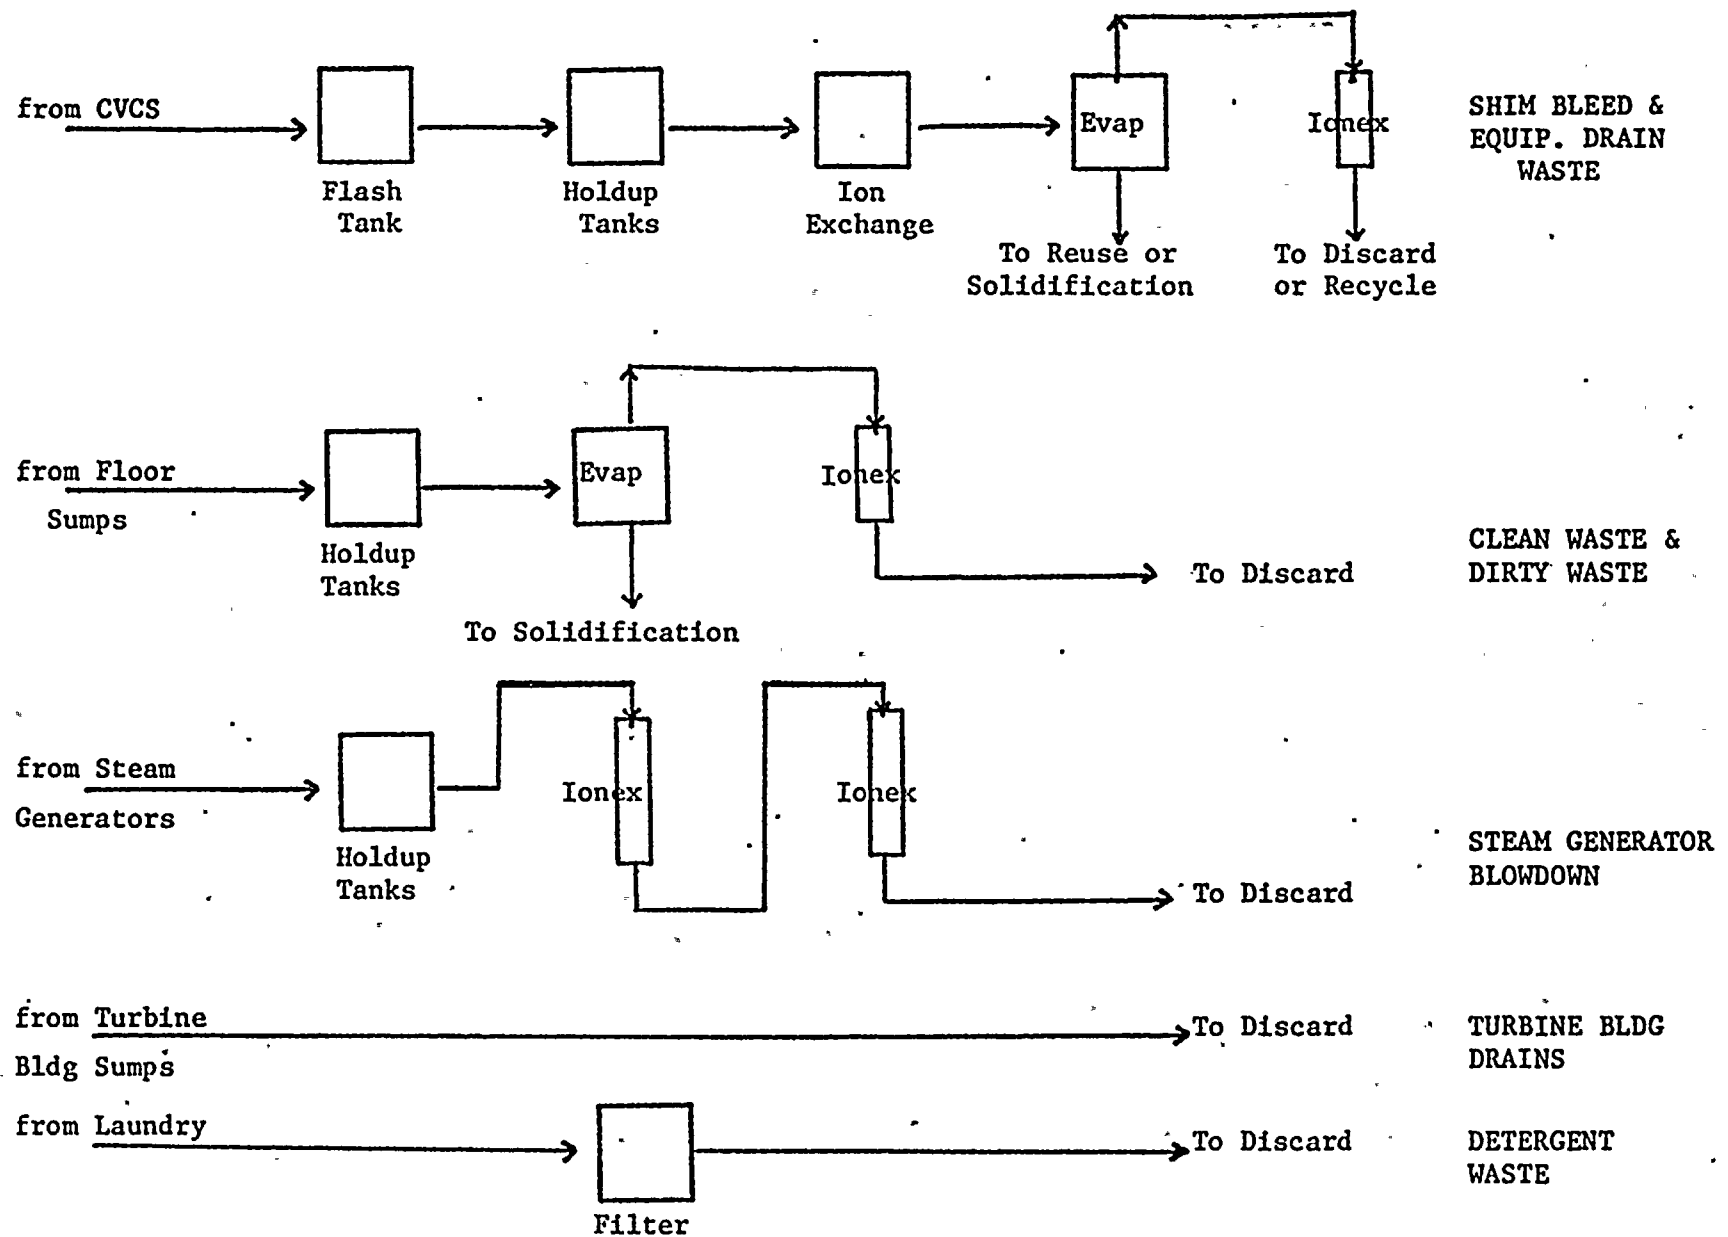 from CVCS
Flash
Tank
Holdup
Tanks
Ion
Exchange
Evap
Ionex
To Reuse or
Solidification
To Discard
or Recycle
SHIM BLEED &
EQUIP. DRAIN
WASTE
from Floor
Sumps
Holdup
Tanks
Evap
To Solidification
Ionex
To Discard
CLEAN WASTE &
DIRTY WASTE
from Steam
Generators
Holdup
Tanks
Ionex
Ionex
To Discard
STEAM GENERATOR
BLOWDOWN
from Turbine
Bldg Sumps
To Discard
TURBINE BLDG
DRAINS
from Laundry
Filter
To Discard
DETERGENT
WASTE